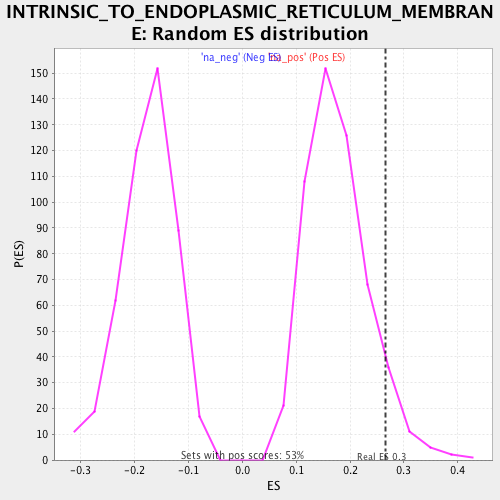 INTRINSIC_TO_ENDOPLASMIC_RETICULUM_MEMBRAN
E: Random ES distribution
'na_neg' (Neg ES)
'na_pos' (Pos ES)
150
140
130
120
110
100
90
80
70
60
50
40
30
20
10
0
P(ES)
Sets with pos scores: 53%
Real ES 0.3
-0.3 -0.2 -0.1 0.0 0.1 0.2 0.3 0.4
ES